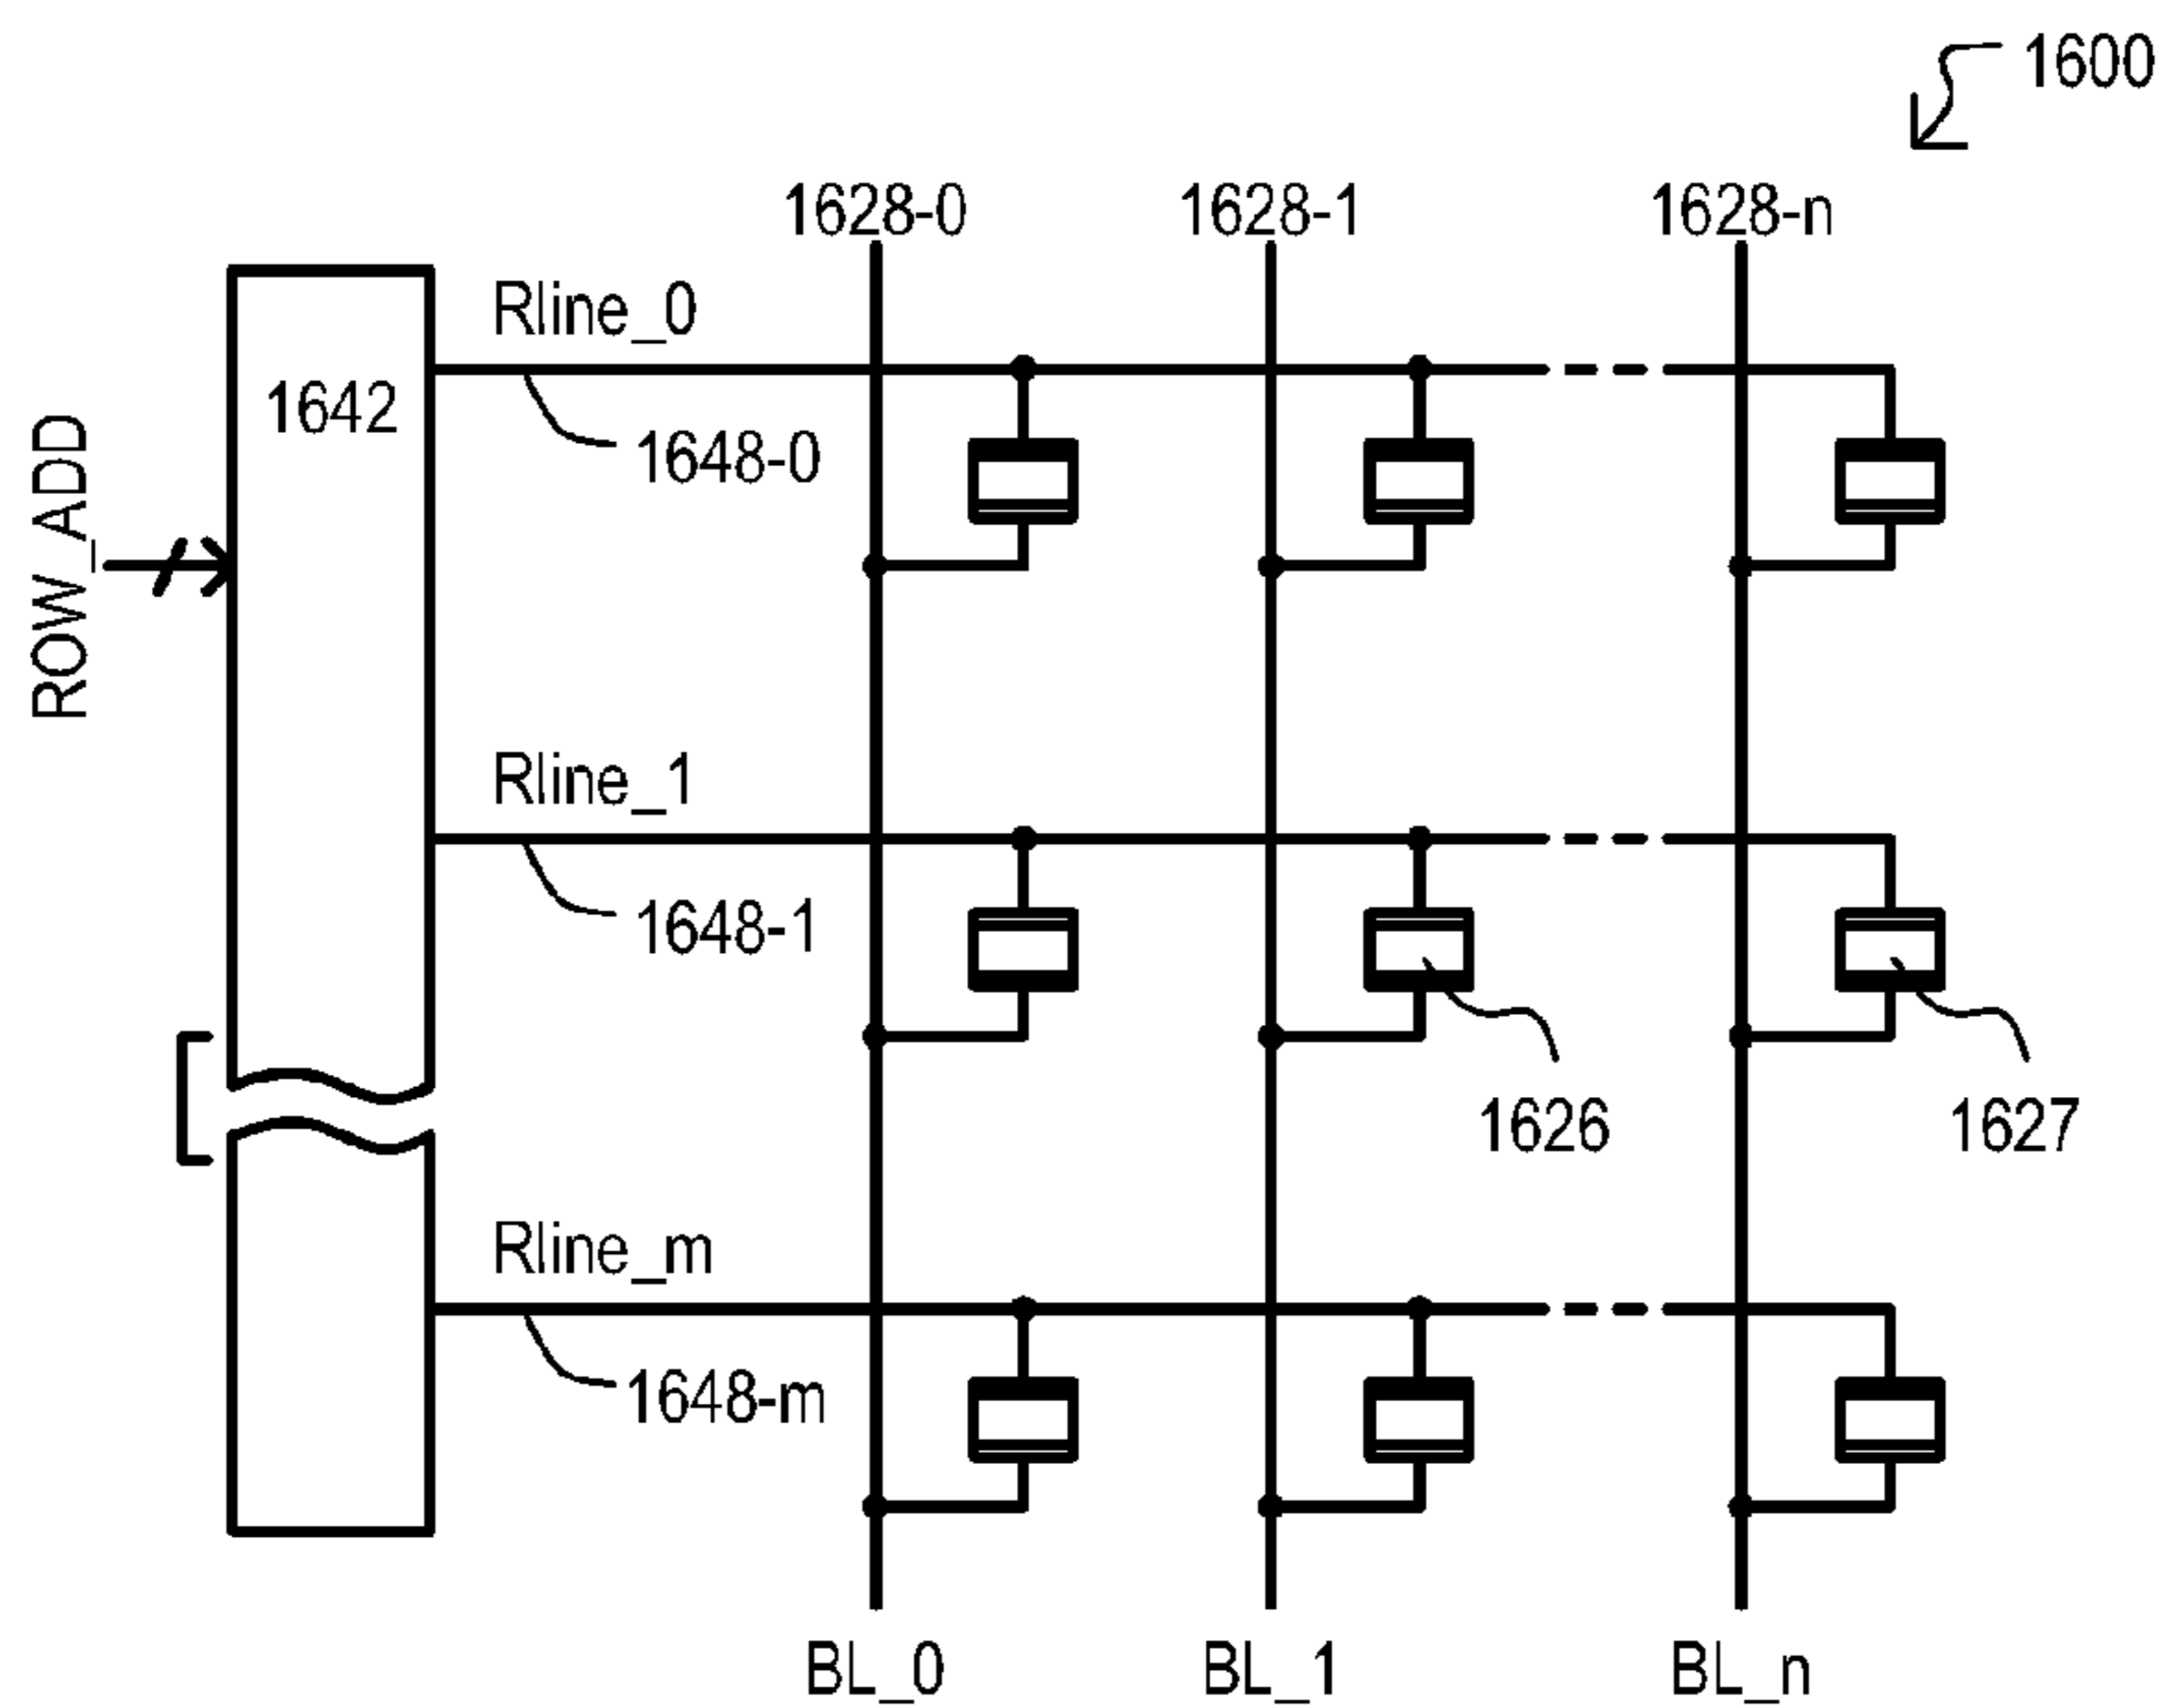 1600
1628-0 1628-1 1628-n
Rline_0
1642
1648-0
ROW_ADD
Rline_1
1648-1
1626 1627
Rline_m
1648-m
BL_0 BL_1 BL_n